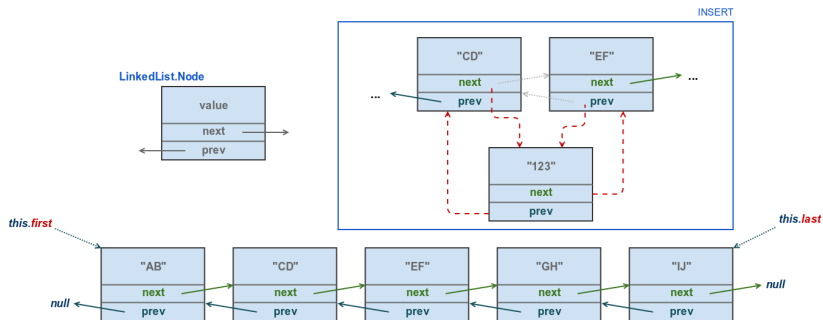 INSERT
"CD" "EF"
LinkedList.Node
next next ...
... prev prev
value
next
prev
"123"
next
prev
this.first this.last
"AB" "CD" "EF" "GH" "IJ"
next next next next next null
null prev prev prev prev prev